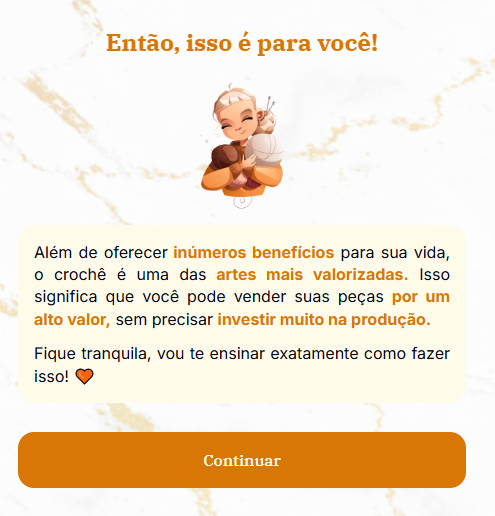 Então, isso é para você!
Além de oferecer inúmeros benefícios para sua vida,
o crochê é uma das artes mais valorizadas. Isso
significa que você pode vender suas peças por um
alto valor, sem precisar investir muito na produção.
Fique tranquila, vou te ensinar exatamente como fazer
isso! 🧡
Continuar